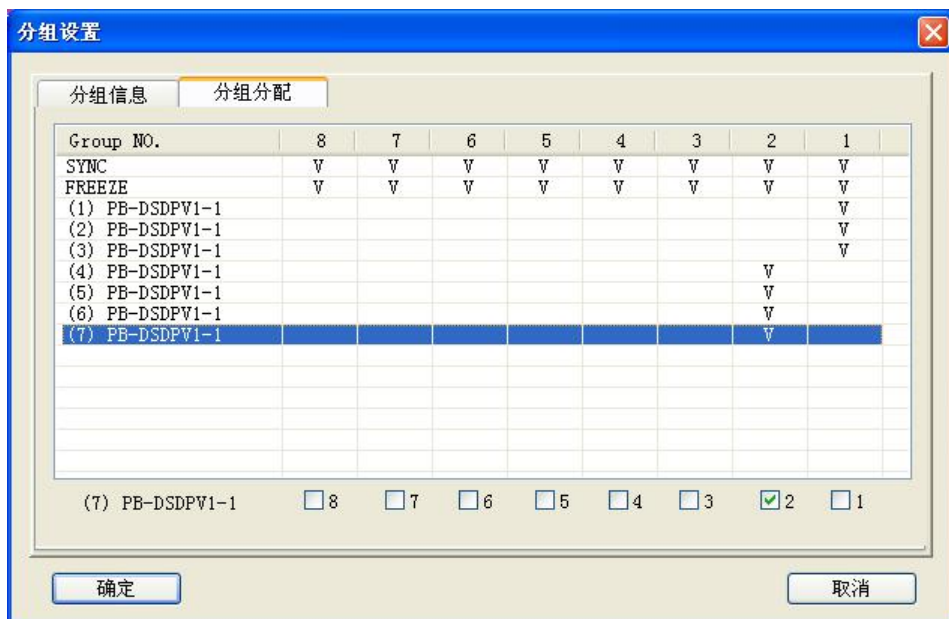 分组设置
分组信息 分组分配
Group NO. 8 7 6 5 4 3 2 1
SYNC V V V V V V V V
FREEZE V V V V V V V V
(1) PB-DSDPV1-1 V
(2) PB-DSDPV1-1 V
(3) PB-DSDPV1-1 V
(4) PB-DSDPV1-1 V
(5) PB-DSDPV1-1 V
(6) PB-DSDPV1-1 V
(7) PB-DSDPV1-1 V
(7) PB-DSDPV1-1 8 7 6 5 4 3 2 1
确定 取消